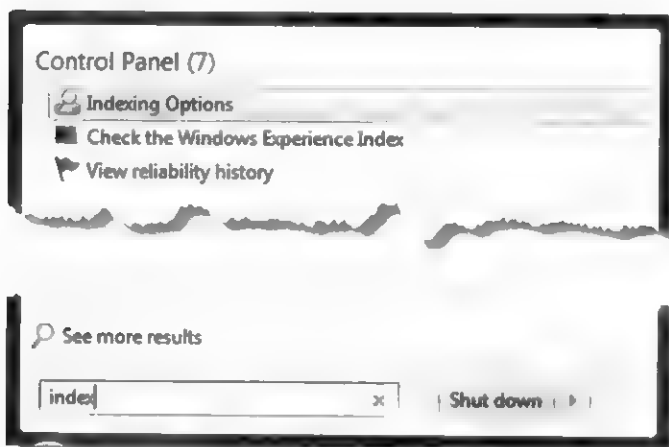 Control Panel (7)
Indexing Options
Check the Windows Experience Index
View reliability history
See more results
index
Shut down